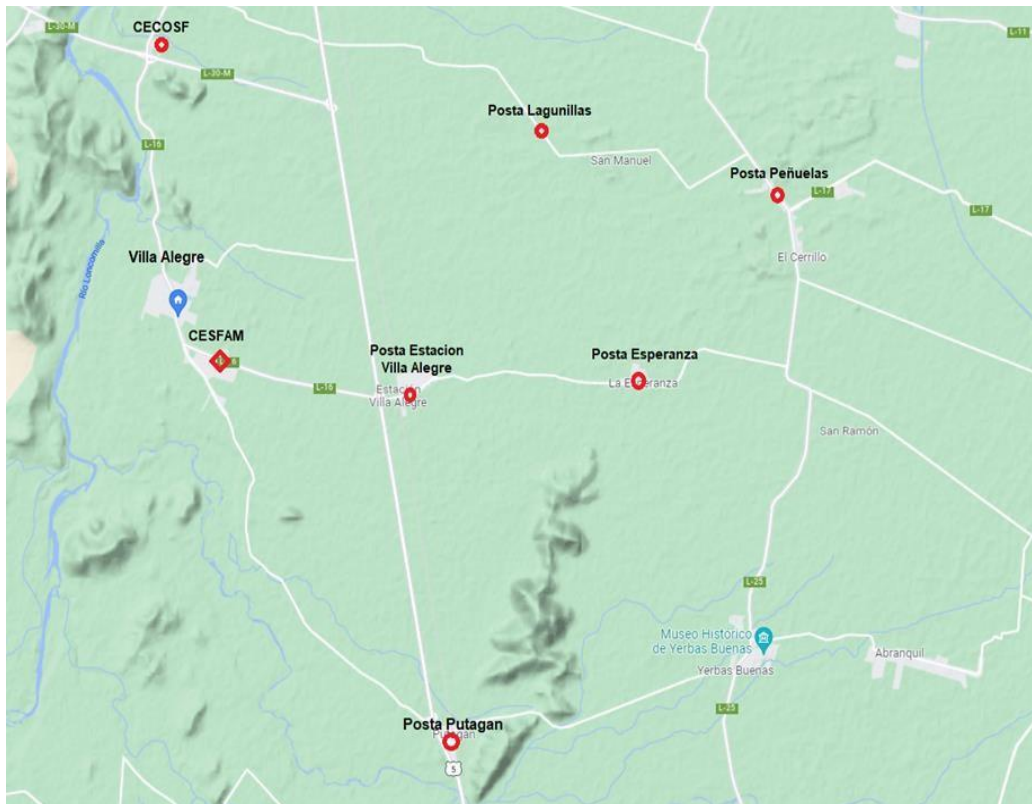 L-30-M
CECOSF
L-11
L-30-M
Posta Lagunillas
L-16
San Manuel
Posta Peñuelas
L-17
L-17
Río Loncomilla
Villa Alegre
El Cerrillo
CESFAM
Posta Estacion
Villa Alegre
Posta Esperanza
L-16
Estación
Villa Alegre
La Esperanza
San Ramón
L-25
Museo Histórico
de Yerbas Buenas
Abranquil
Yerbas Buenas
L-25
Posta Putagan
Putagán
5